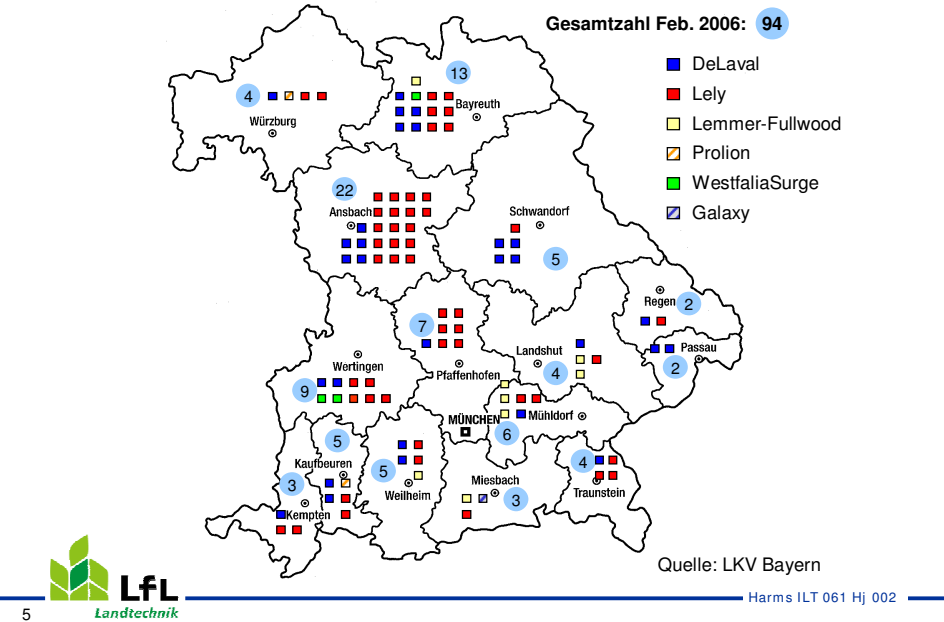 Gesamtzahl Feb. 2006: 94
DeLaval
Lely
Lemmer-Fullwood
Prolion
WestfaliaSurge
Galaxy
13
4
Bayreuth
Würzburg
22
Ansbach
Schwandorf
5
Regen
2
7
Landshut
Passau
Wertingen
4
2
Pfaffenhofen
9
MÜNCHEN
Mühldorf
6
5
Kaufbeuren
5
4
3
Weilheim
Miesbach
3
Traunstein
Kempten
Quelle: LKV Bayern
LfL
Landtechnik
5
Harms ILT 061 Hj 002